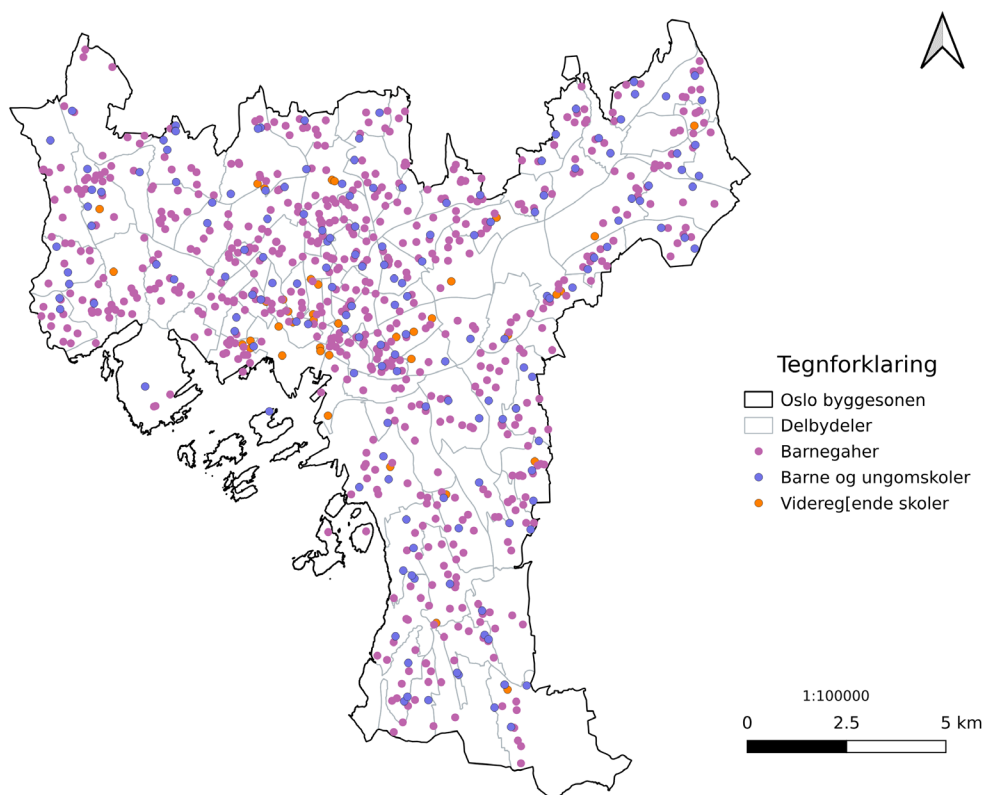 Tegnforklaring
Oslo byggesonen
Delbydeler
Barnegaher
Barne og ungomskoler
Videreg[ende skoler
1:100000
0 2.5 5 km